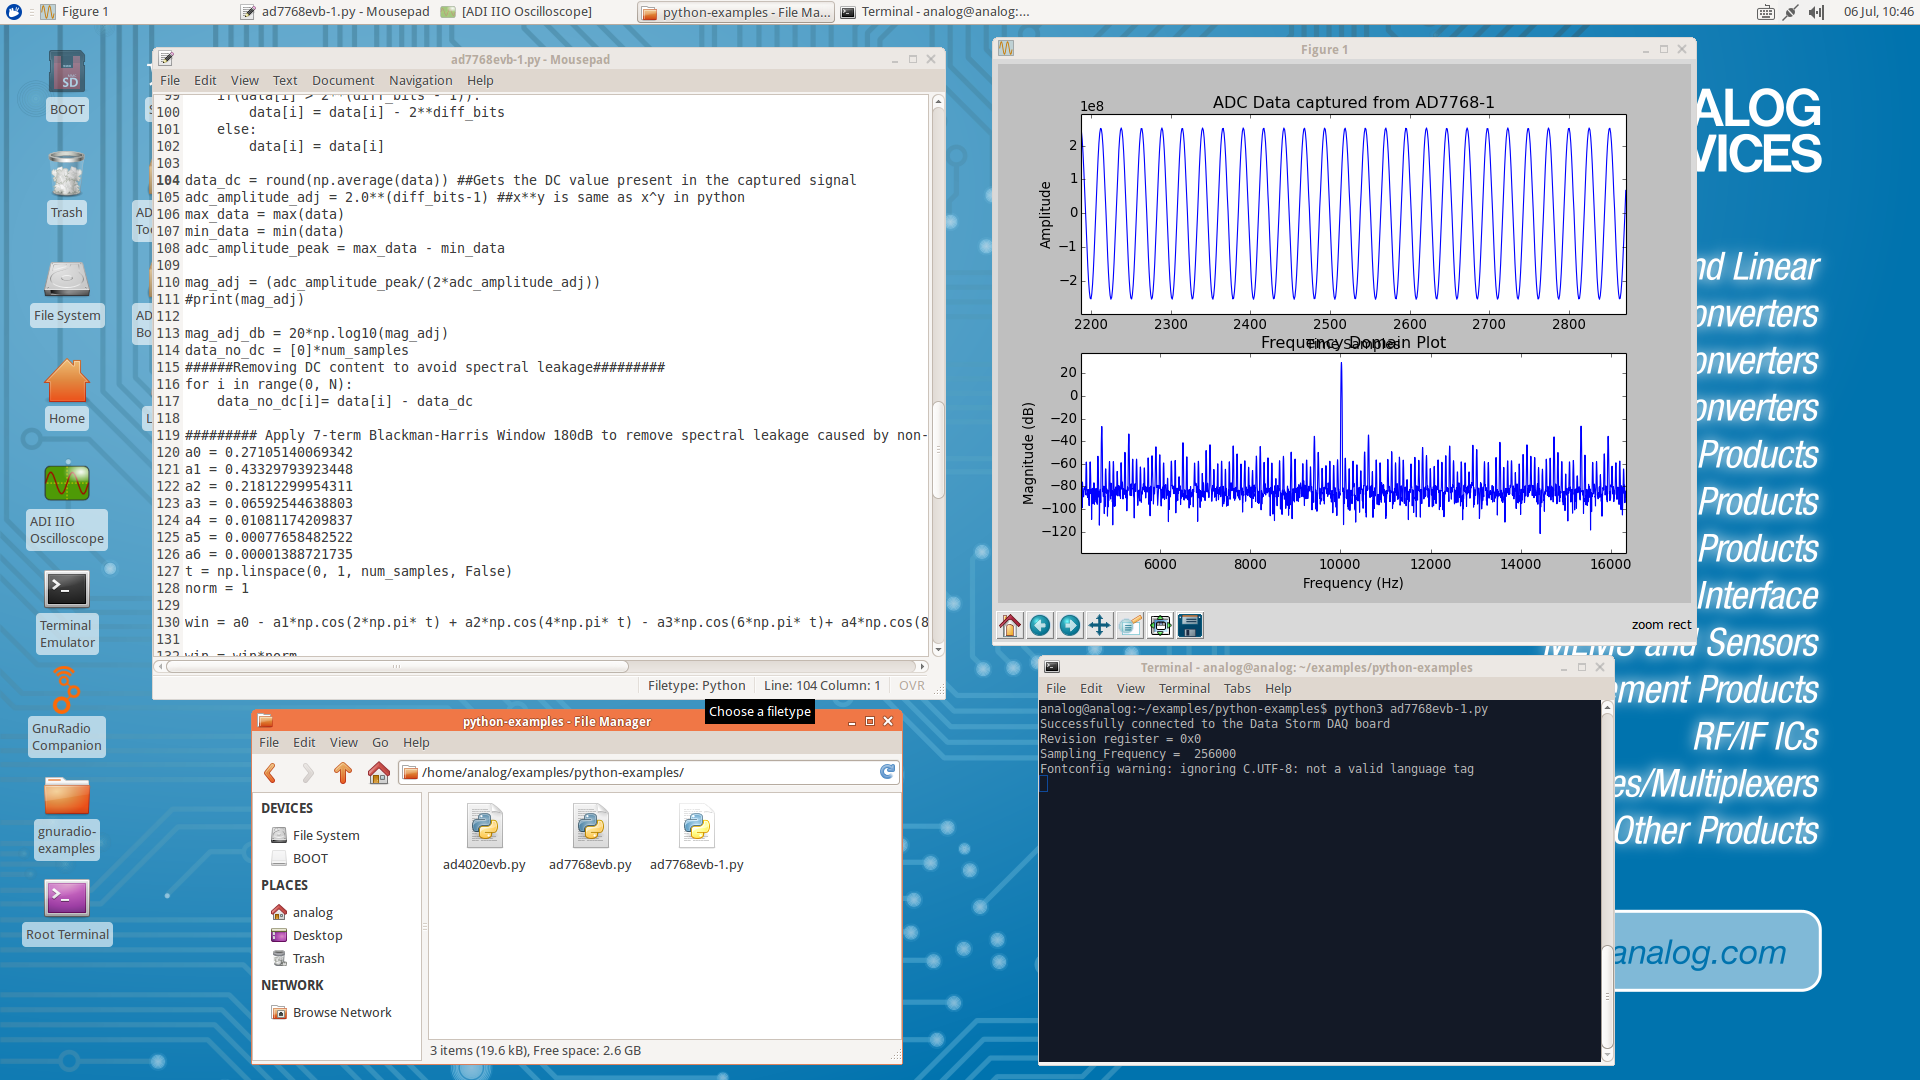 Figure 1
ad7768evb-1.py - Mousepad
[ADI IIO Oscilloscope]
python-examples - File Ma...
Terminal - analog@analog:...
06 Jul, 10:46
BOOT
Trash
File System
Home
ADI IIO
Oscilloscope
Terminal
Emulator
GnuRadio
Companion
gnuradio-
examples
Root Terminal
ad7768evb-1.py - Mousepad
File Edit View Text Document Navigation Help
99 if(data[i] > 2**(diff_bits - 1)):
100 data[i] = data[i] - 2**diff_bits
101 else:
102 data[i] = data[i]
103
104 data_dc = round(np.average(data)) ##Gets the DC value present in the captured signal
105 adc_amplitude_adj = 2.0**(diff_bits-1) ##x**y is same as x^y in python
106 max_data = max(data)
107 min_data = min(data)
108 adc_amplitude_peak = max_data - min_data
109
110 mag_adj = (adc_amplitude_peak/(2*adc_amplitude_adj))
111 #print(mag_adj)
112
113 mag_adj_db = 20*np.log10(mag_adj)
114 data_no_dc = [0]*num_samples
115 ######Removing DC content to avoid spectral leakage#########
116 for i in range(0, N):
117 data_no_dc[i]= data[i] - data_dc
118
119 ######### Apply 7-term Blackman-Harris Window 180dB to remove spectral leakage caused by non-
120 a0 = 0.27105140069342
121 a1 = 0.43329793923448
122 a2 = 0.21812299954311
123 a3 = 0.06592544638803
124 a4 = 0.01081174209837
125 a5 = 0.00077658482522
126 a6 = 0.00001388721735
127 t = np.linspace(0, 1, num_samples, False)
128 norm = 1
129
130 win = a0 - a1*np.cos(2*np.pi* t) + a2*np.cos(4*np.pi* t) - a3*np.cos(6*np.pi* t)+ a4*np.cos(8
131
132 win = win*norm
Filetype: Python Line: 104 Column: 1 OVR
Choose a filetype
python-examples - File Manager
File Edit View Go Help
/home/analog/examples/python-examples/
DEVICES
File System
BOOT
PLACES
analog
Desktop
Trash
NETWORK
Browse Network
ad4020evb.py
ad7768evb.py
ad7768evb-1.py
3 items (19.6 kB), Free space: 2.6 GB
Figure 1
ADC Data captured from AD7768-1
1e8
2
1
0
−1
−2
Amplitude
2200 2300 2400 2500 2600 2700 2800
Time Samples
Frequency Domain Plot
20
0
−20
−40
−60
−80
−100
−120
Magnitude (dB)
6000 8000 10000 12000 14000 16000
Frequency (Hz)
zoom rect
Terminal - analog@analog: ~/examples/python-examples
File Edit View Terminal Tabs Help
analog@analog:~/examples/python-examples$ python3 ad7768evb-1.py
Successfully connected to the Data Storm DAQ board
Revision register = 0x0
Sampling_Frequency = 256000
Fontconfig warning: ignoring C.UTF-8: not a valid language tag
ALOG
VICES
nd Linear
onverters
onverters
onverters
Products
Products
Products
Interface
MEMS and Sensors
ement Products
RF/IF ICs
es/Multiplexers
Other Products
analog.com